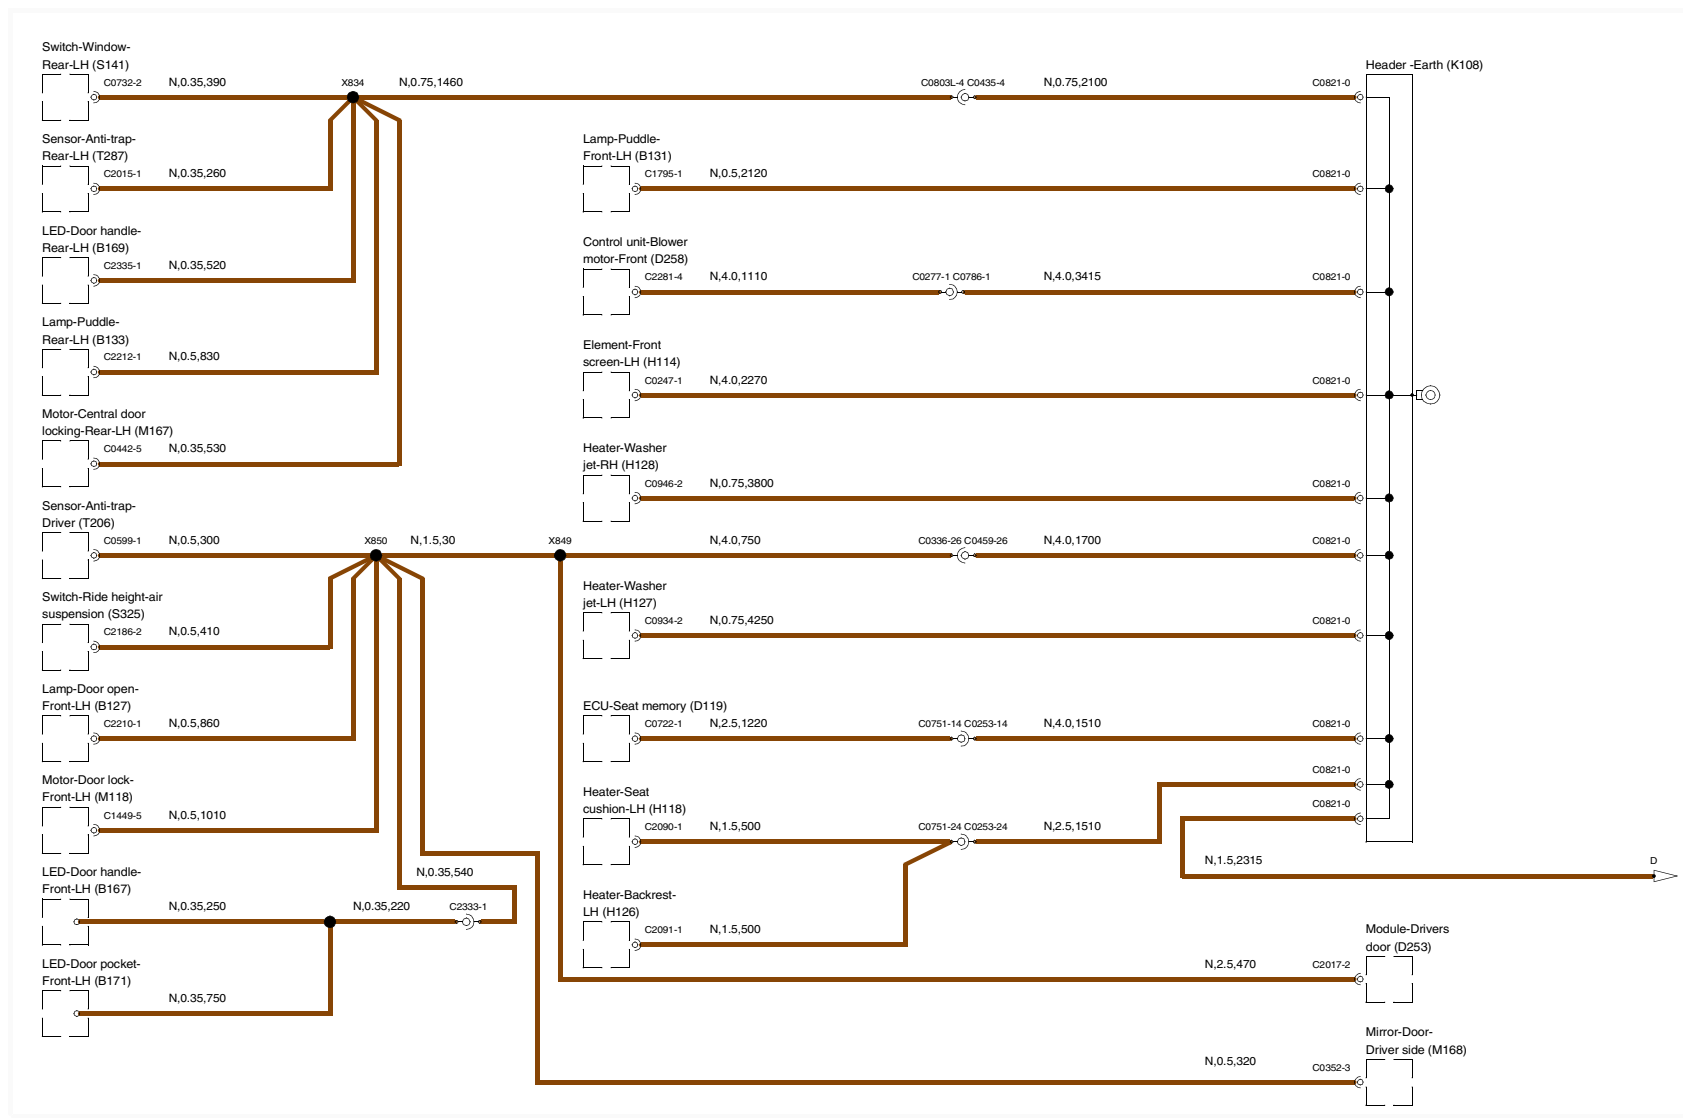 Switch-Window-
Rear-LH (S141)
C0732-2 N,0.35,390 X834 N,0.75,1460 C0803L-4 C0435-4 N,0.75,2100 C0821-0
Header -Earth (K108)
Sensor-Anti-trap-
Rear-LH (T287)
C2015-1 N,0.35,260
Lamp-Puddle-
Front-LH (B131)
C1795-1 N,0.5,2120 C0821-0
LED-Door handle-
Rear-LH (B169)
C2335-1 N,0.35,520
Control unit-Blower
motor-Front (D258)
C2281-4 N,4.0,1110 C0277-1 C0786-1 N,4.0,3415 C0821-0
Lamp-Puddle-
Rear-LH (B133)
C2212-1 N,0.5,830
Element-Front
screen-LH (H114)
C0247-1 N,4.0,2270 C0821-0
Motor-Central door
locking-Rear-LH (M167)
C0442-5 N,0.35,530
Heater-Washer
jet-RH (H128)
C0946-2 N,0.75,3800 C0821-0
Sensor-Anti-trap-
Driver (T206)
C0599-1 N,0.5,300 X850 N,1.5,30 X849 N,4.0,750 C0336-26 C0459-26 N,4.0,1700 C0821-0
Switch-Ride height-air
suspension (S325)
C2186-2 N,0.5,410
Heater-Washer
jet-LH (H127)
C0934-2 N,0.75,4250 C0821-0
Lamp-Door open-
Front-LH (B127)
C2210-1 N,0.5,860
ECU-Seat memory (D119)
C0722-1 N,2.5,1220 C0751-14 C0253-14 N,4.0,1510 C0821-0
Motor-Door lock-
Front-LH (M118)
C1449-5 N,0.5,1010
Heater-Seat
cushion-LH (H118)
C2090-1 N,1.5,500 C0751-24 C0253-24 N,2.5,1510 C0821-0
C0821-0
N,1.5,2315 D
LED-Door handle-
Front-LH (B167)
N,0.35,250 N,0.35,220 C2333-1 N,0.35,540
Heater-Backrest-
LH (H126)
C2091-1 N,1.5,500
LED-Door pocket-
Front-LH (B171)
N,0.35,750
Module-Drivers
door (D253)
N,2.5,470 C2017-2
Mirror-Door-
Driver side (M168)
N,0.5,320 C0352-3